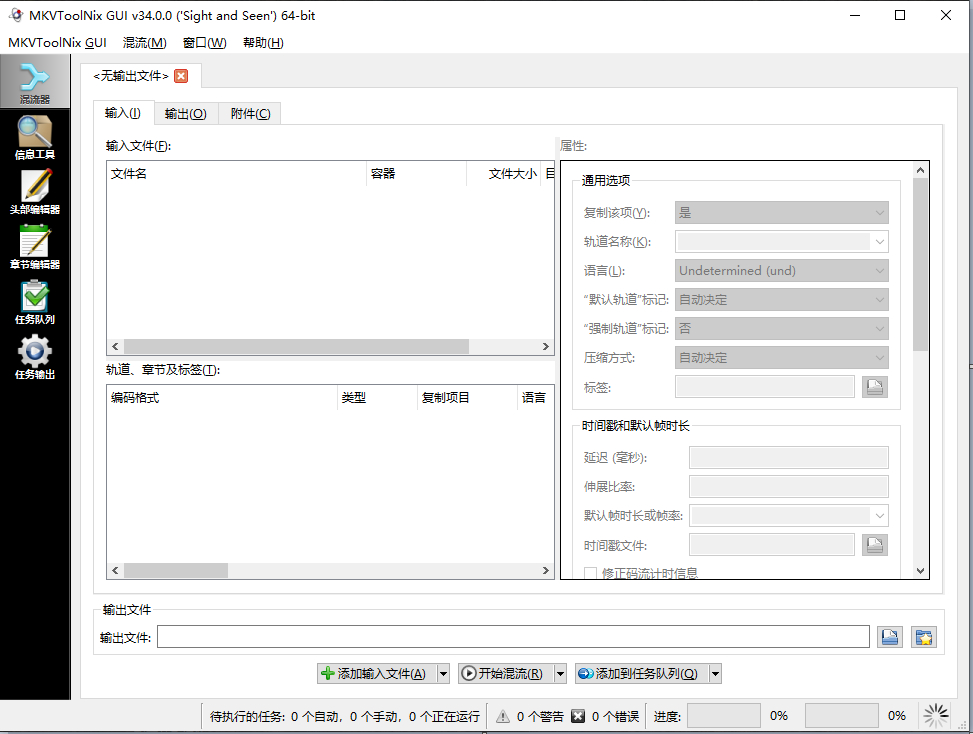 MKVToolNix GUI v34.0.0 ('Sight and Seen') 64-bit
MKVToolNix GUI 混流(M) 窗口(W) 帮助(H)
混流器
信息工具
头部编辑器
章节编辑器
任务队列
任务输出
<无输出文件>
输入(I) 输出(O) 附件(C)
输入文件(F):
文件名 容器 文件大小 目
轨道、章节及标签(T):
编码格式 类型 复制项目 语言
属性:
通用选项
复制该项(Y): 是
轨道名称(K):
语言(L): Undetermined (und)
“默认轨道”标记: 自动决定
“强制轨道”标记: 否
压缩方式: 自动决定
标签:
时间戳和默认帧时长
延迟 (毫秒):
伸展比率:
默认帧时长或帧率:
时间戳文件:
修正码流计时信息
输出文件
输出文件:
添加输入文件(A) 开始混流(R) 添加到任务队列(Q)
待执行的任务: 0 个自动，0 个手动，0 个正在运行 0 个警告 0 个错误 进度: 0% 0%